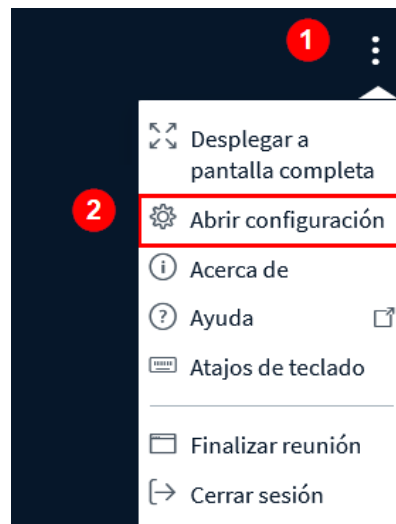 1
Desplegar a
pantalla completa
2
Abrir configuración
Acerca de
Ayuda
Atajos de teclado
Finalizar reunión
Cerrar sesión